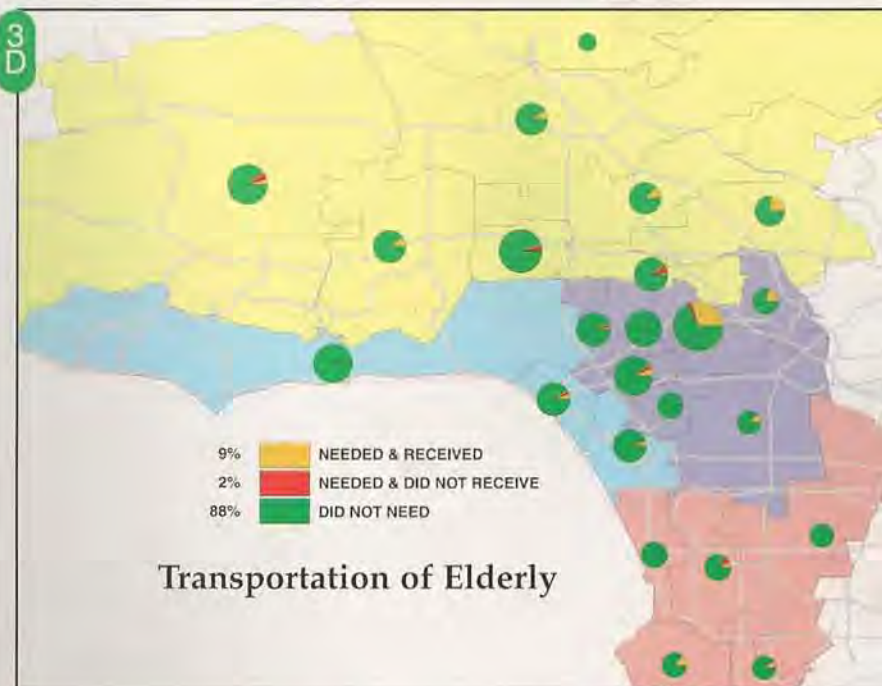 3
D
9% NEEDED & RECEIVED
2% NEEDED & DID NOT RECEIVE
88% DID NOT NEED
Transportation of Elderly